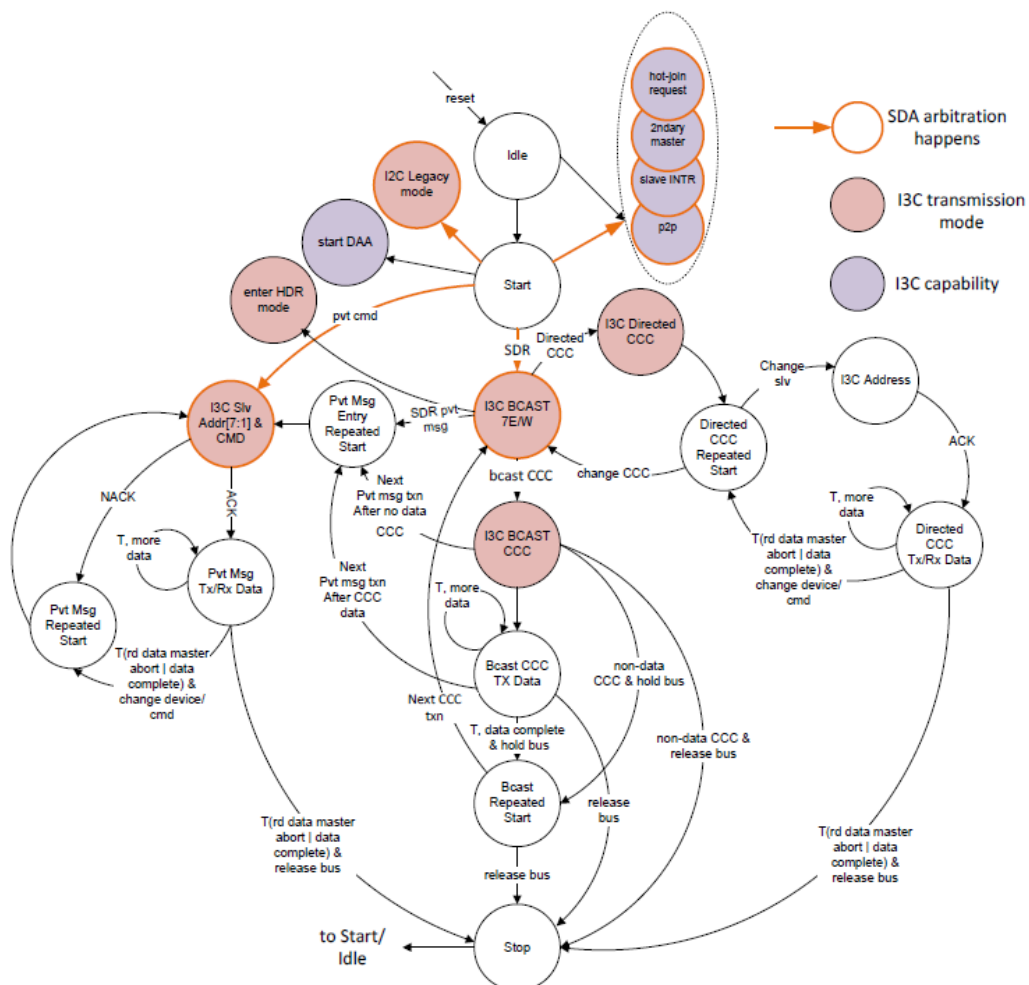 reset
Idle
hot-join
request
2ndary
master
slave INTR
p2p
SDA arbitration
happens
I3C transmission
mode
I3C capability
I2C Legacy
mode
start DAA
enter HDR
mode
Start
pvt cmd
SDR
Directed
CCC
I3C Directed
CCC
Change
slv
I3C Address
I3C Slv
Addr[7:1] &
CMD
Pvt Msg
Entry
Repeated
Start
SDR pvt
msg
I3C BCAST
7E/W
Directed
CCC
Repeated
Start
change CCC
ACK
bcast CCC
NACK
ACK
Next
Pvt msg txn
After no data
CCC
I3C BCAST
CCC
T, more
data
Directed
CCC
Tx/Rx Data
T(rd data master
abort | data
complete) &
change device/
cmd
T, more
data
Pvt Msg
Tx/Rx Data
Pvt Msg
Repeated
Start
T(rd data master
abort | data
complete) &
change device/
cmd
Next
Pvt msg txn
After CCC
data
T, more
data
Bcast CCC
TX Data
Next CCC
txn
T, data complete
& hold bus
non-data
CCC & hold bus
non-data CCC &
release bus
Bcast
Repeated
Start
release
bus
T(rd data master
abort | data
complete) &
release bus
T(rd data master
abort | data
complete) &
release bus
release bus
to Start/
Idle
Stop